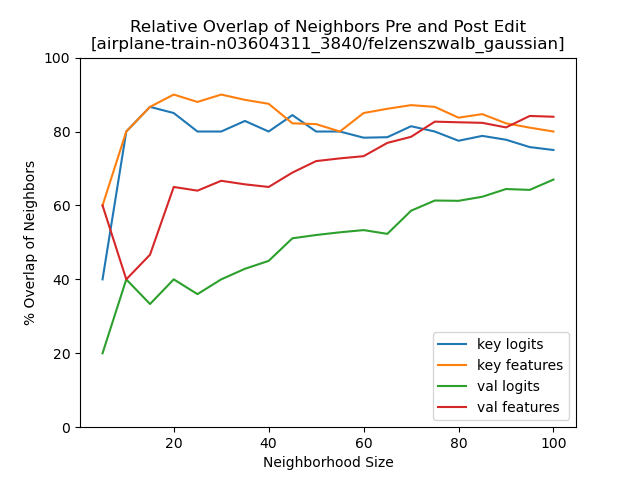 Relative Overlap of Neighbors Pre and Post Edit
[airplane-train-n03604311_3840/felzenszwalb_gaussian]
% Overlap of Neighbors
100
80
60
40
20
0
key logits
key features
val logits
val features
20 40 60 80 100
Neighborhood Size